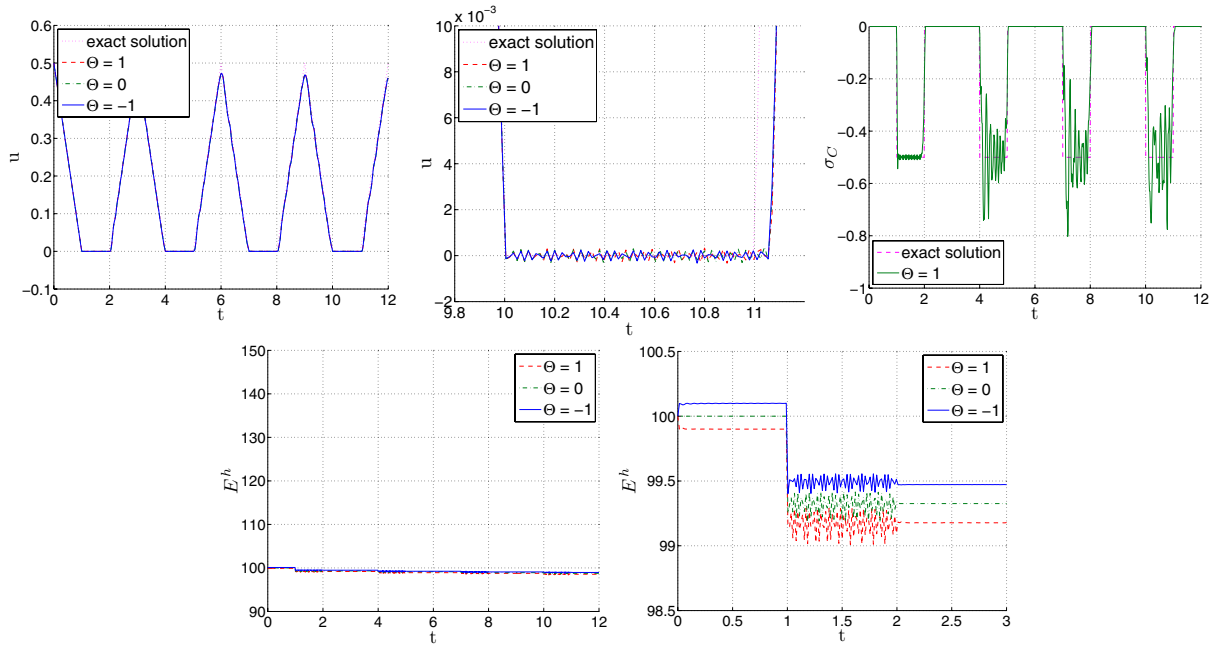 0.6
0.5
0.4
0.3
0.2
0.1
0
−0.1
u
0 2 4 6 8 10 12
t
exact solution
Θ = 1
Θ = 0
Θ = −1
10 x 10⁻³
8
6
4
2
0
−2
u
9.8 10 10.2 10.4 10.6 10.8 11
t
exact solution
Θ = 1
Θ = 0
Θ = −1
0
−0.2
−0.4
−0.6
−0.8
−1
σ_C
0 2 4 6 8 10 12
t
exact solution
Θ = 1
150
140
130
120
110
100
90
E^h
0 2 4 6 8 10 12
t
Θ = 1
Θ = 0
Θ = −1
100.5
100
99.5
99
98.5
E^h
0 0.5 1 1.5 2 2.5 3
t
Θ = 1
Θ = 0
Θ = −1